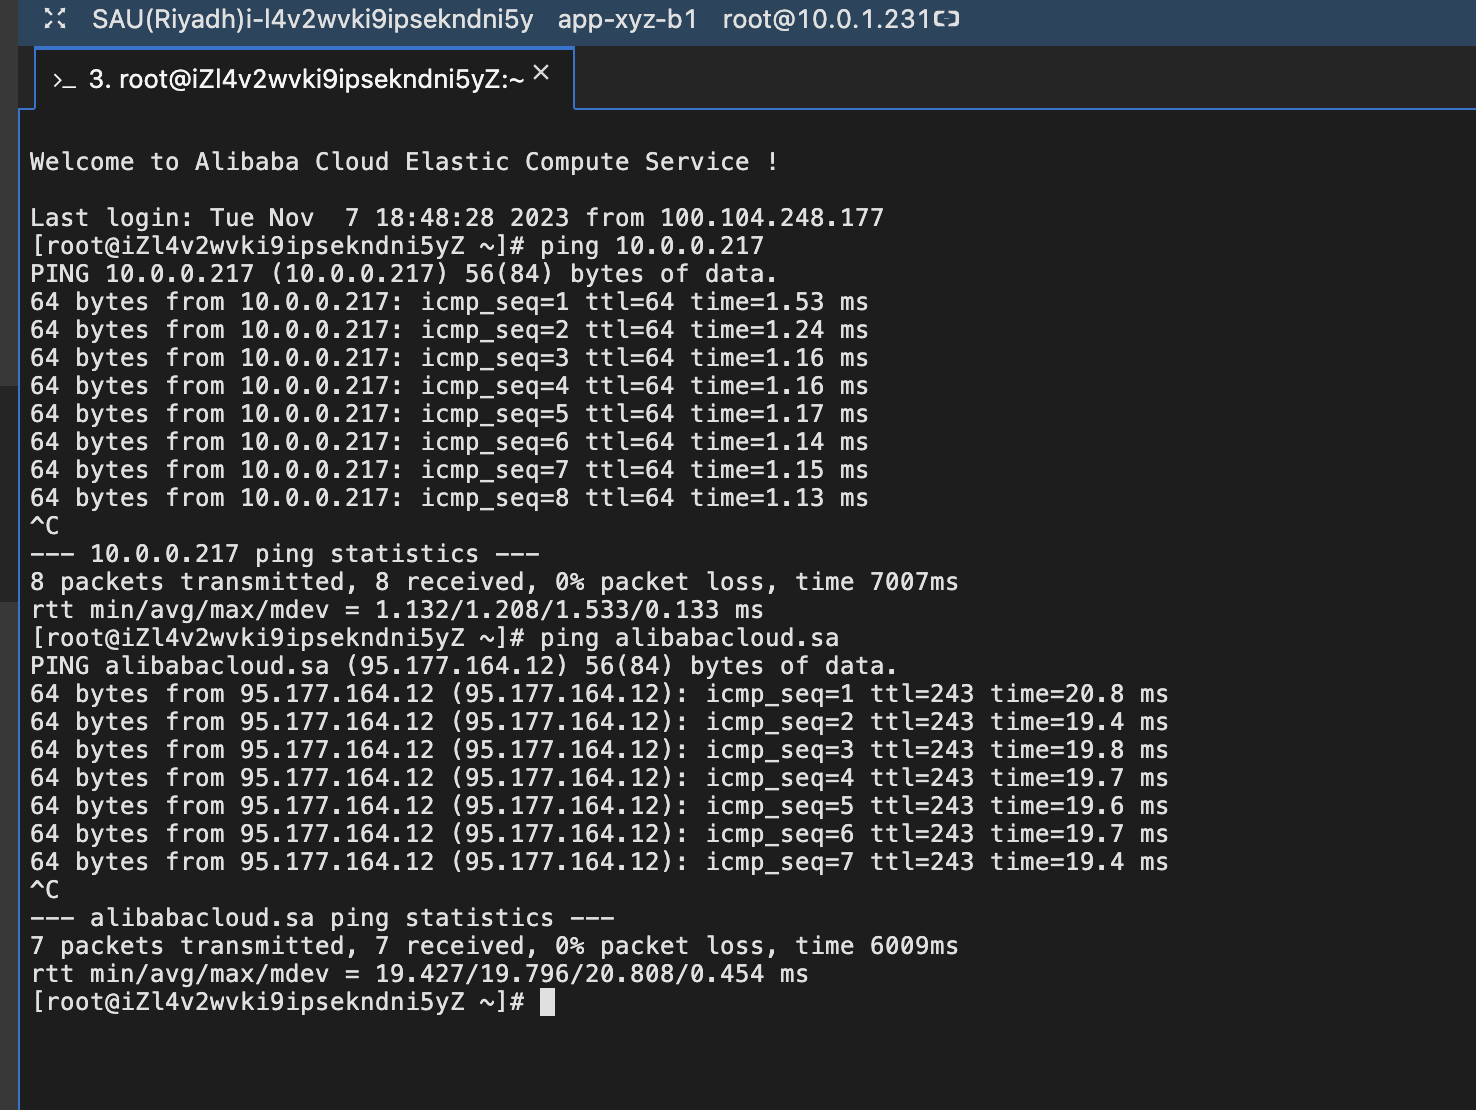 SAU(Riyadh)i-l4v2wvki9ipsekndni5y app-xyz-b1 root@10.0.1.231
>_ 3. root@iZl4v2wvki9ipsekndni5yZ:~ ×
Welcome to Alibaba Cloud Elastic Compute Service !
Last login: Tue Nov  7 18:48:28 2023 from 100.104.248.177
[root@iZl4v2wvki9ipsekndni5yZ ~]# ping 10.0.0.217
PING 10.0.0.217 (10.0.0.217) 56(84) bytes of data.
64 bytes from 10.0.0.217: icmp_seq=1 ttl=64 time=1.53 ms
64 bytes from 10.0.0.217: icmp_seq=2 ttl=64 time=1.24 ms
64 bytes from 10.0.0.217: icmp_seq=3 ttl=64 time=1.16 ms
64 bytes from 10.0.0.217: icmp_seq=4 ttl=64 time=1.16 ms
64 bytes from 10.0.0.217: icmp_seq=5 ttl=64 time=1.17 ms
64 bytes from 10.0.0.217: icmp_seq=6 ttl=64 time=1.14 ms
64 bytes from 10.0.0.217: icmp_seq=7 ttl=64 time=1.15 ms
64 bytes from 10.0.0.217: icmp_seq=8 ttl=64 time=1.13 ms
^C
--- 10.0.0.217 ping statistics ---
8 packets transmitted, 8 received, 0% packet loss, time 7007ms
rtt min/avg/max/mdev = 1.132/1.208/1.533/0.133 ms
[root@iZl4v2wvki9ipsekndni5yZ ~]# ping alibabacloud.sa
PING alibabacloud.sa (95.177.164.12) 56(84) bytes of data.
64 bytes from 95.177.164.12 (95.177.164.12): icmp_seq=1 ttl=243 time=20.8 ms
64 bytes from 95.177.164.12 (95.177.164.12): icmp_seq=2 ttl=243 time=19.4 ms
64 bytes from 95.177.164.12 (95.177.164.12): icmp_seq=3 ttl=243 time=19.8 ms
64 bytes from 95.177.164.12 (95.177.164.12): icmp_seq=4 ttl=243 time=19.7 ms
64 bytes from 95.177.164.12 (95.177.164.12): icmp_seq=5 ttl=243 time=19.6 ms
64 bytes from 95.177.164.12 (95.177.164.12): icmp_seq=6 ttl=243 time=19.7 ms
64 bytes from 95.177.164.12 (95.177.164.12): icmp_seq=7 ttl=243 time=19.4 ms
^C
--- alibabacloud.sa ping statistics ---
7 packets transmitted, 7 received, 0% packet loss, time 6009ms
rtt min/avg/max/mdev = 19.427/19.796/20.808/0.454 ms
[root@iZl4v2wvki9ipsekndni5yZ ~]#